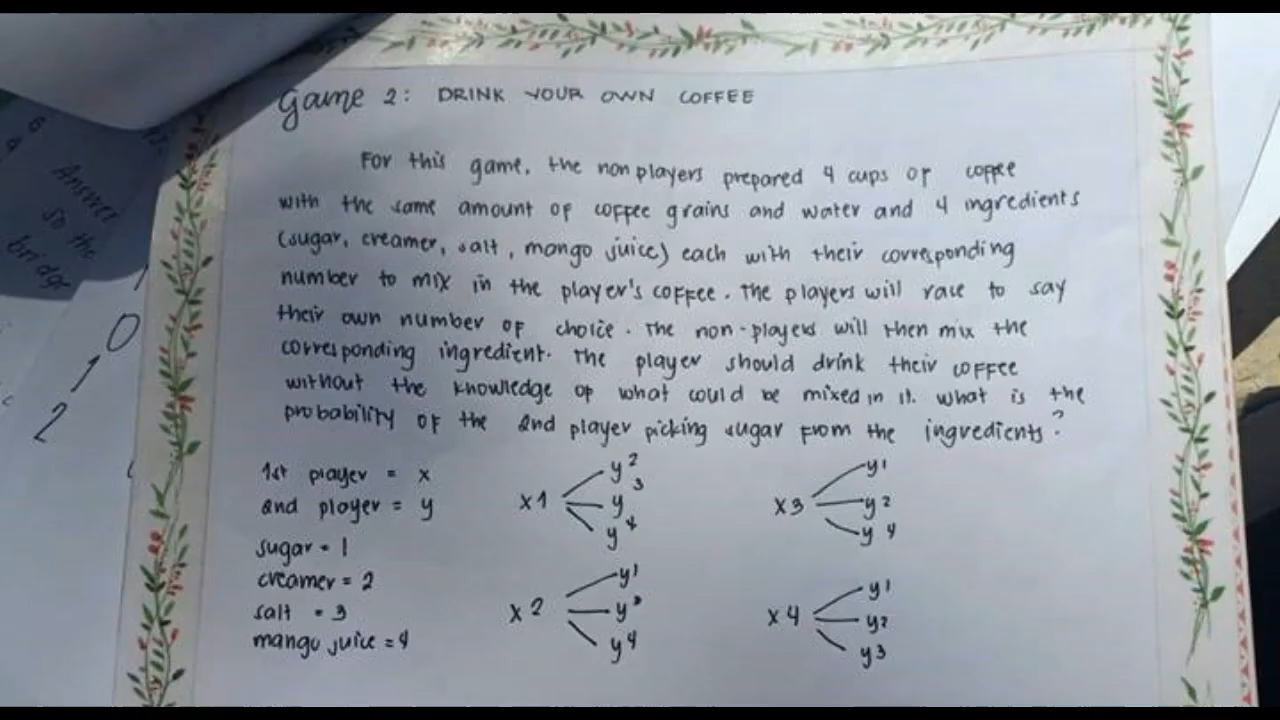 Game 2: DRINK YOUR OWN COFFEE
For this game, the nonplayers prepared 4 cups of coffee
with the same amount of coffee grains and water and 4 ingredients
(sugar, creamer, salt, mango juice) each with their corresponding
number to mix in the player's coffee. The players will race to say
their own number of choice. The non-players will then mix the
corresponding ingredient. The player should drink their coffee
without the knowledge of what could be mixed in it. What is the
probability of the 2nd player picking sugar from the ingredients?
1st player = x
2nd player = y
sugar = 1
creamer = 2
salt = 3
mango juice = 4
x1
y2
y3
y4
x2
y1
y3
y4
x3
y1
y2
y4
x4
y1
y2
y3
Answer
so the
bridge
2 → 0